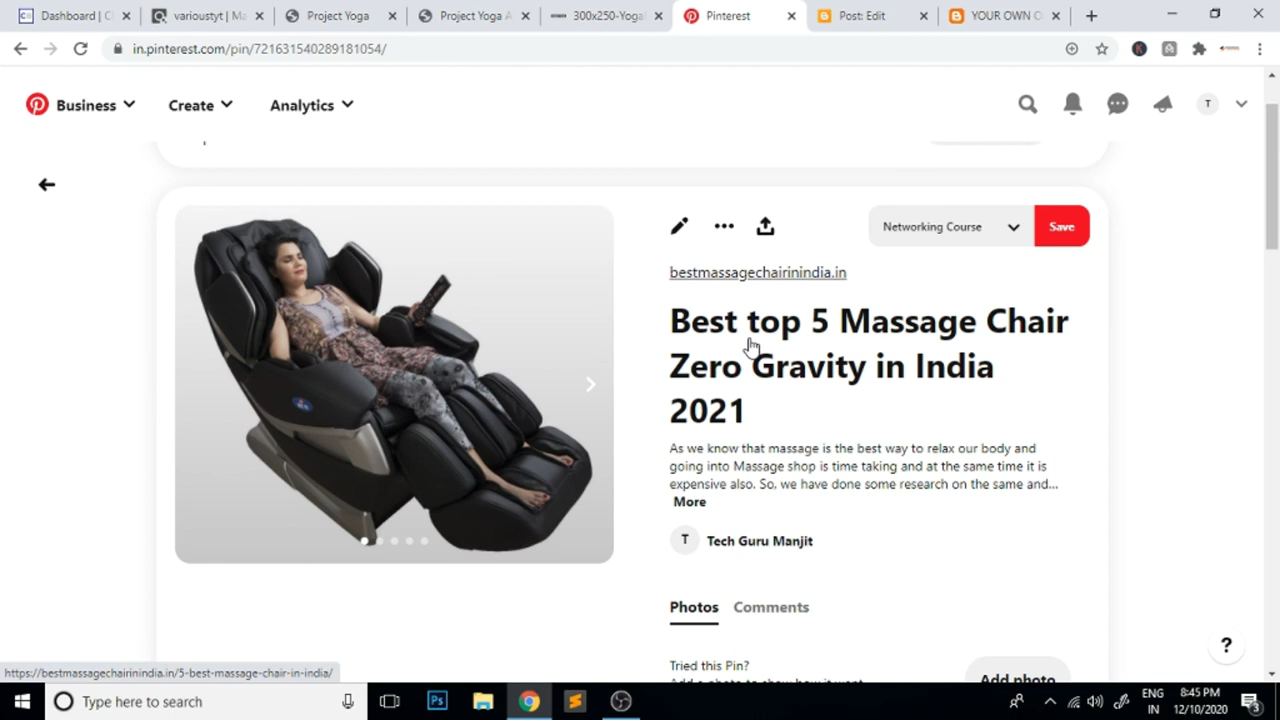 Dashboard | C
varioustyt | Ma
Project Yoga
Project Yoga A
300x250-Yoga
Pinterest
Post: Edit
YOUR OWN O
in.pinterest.com/pin/721631540289181054/
Business
Create
Analytics
T
Networking Course
Save
bestmassagechairinindia.in
Best top 5 Massage Chair
Zero Gravity in India
2021
As we know that massage is the best way to relax our body and
going into Massage shop is time taking and at the same time it is
expensive also. So, we have done some research on the same and...
More
T
Tech Guru Manjit
Photos
Comments
Tried this Pin?
Add photo
?
https://bestmassagechairinindia.in/5-best-massage-chair-in-india/
Type here to search
Ps
ENG
IN
8:45 PM
12/10/2020
3